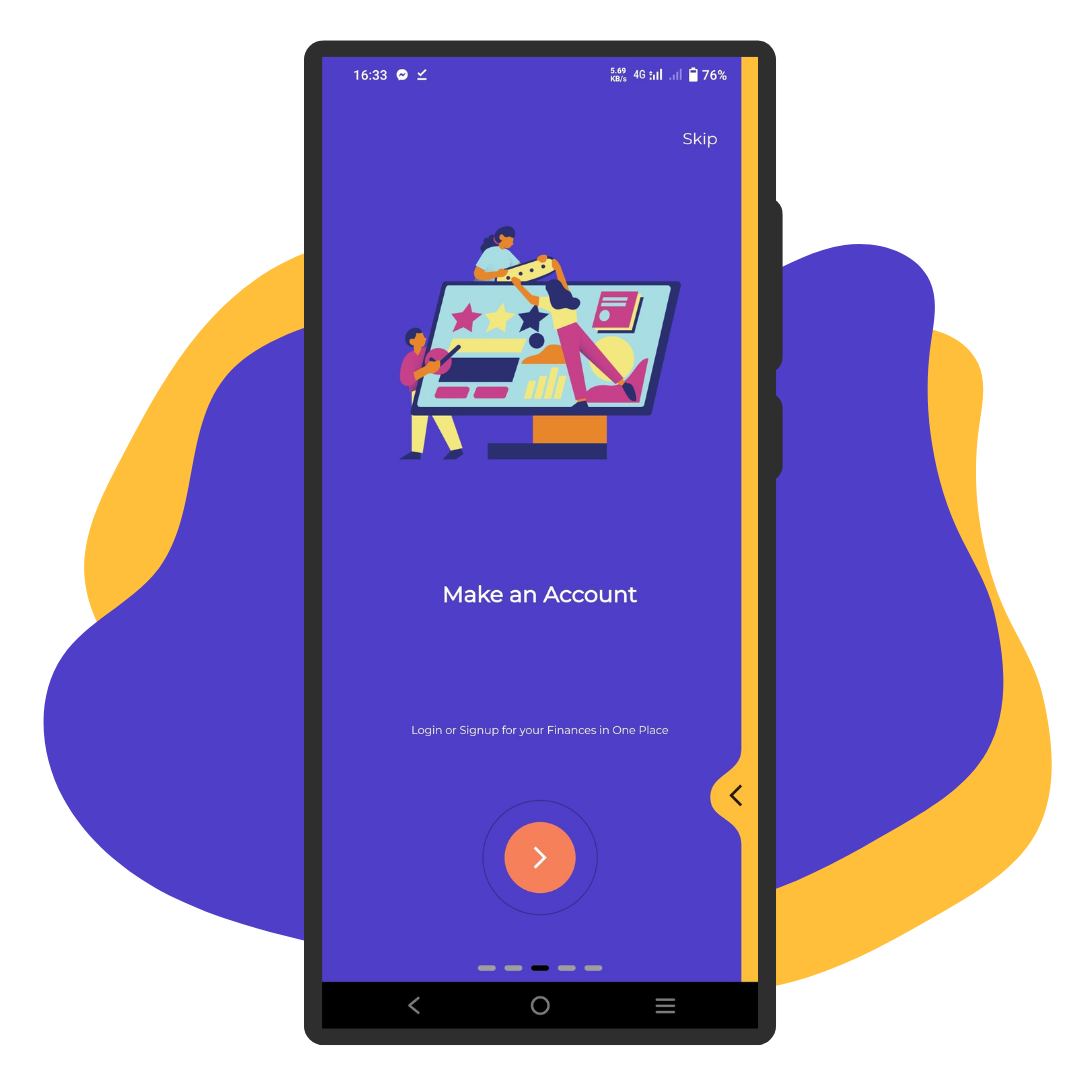 16:33
5.69
KB/s
4G
76%
Skip
Make an Account
Login or Signup for your Finances in One Place